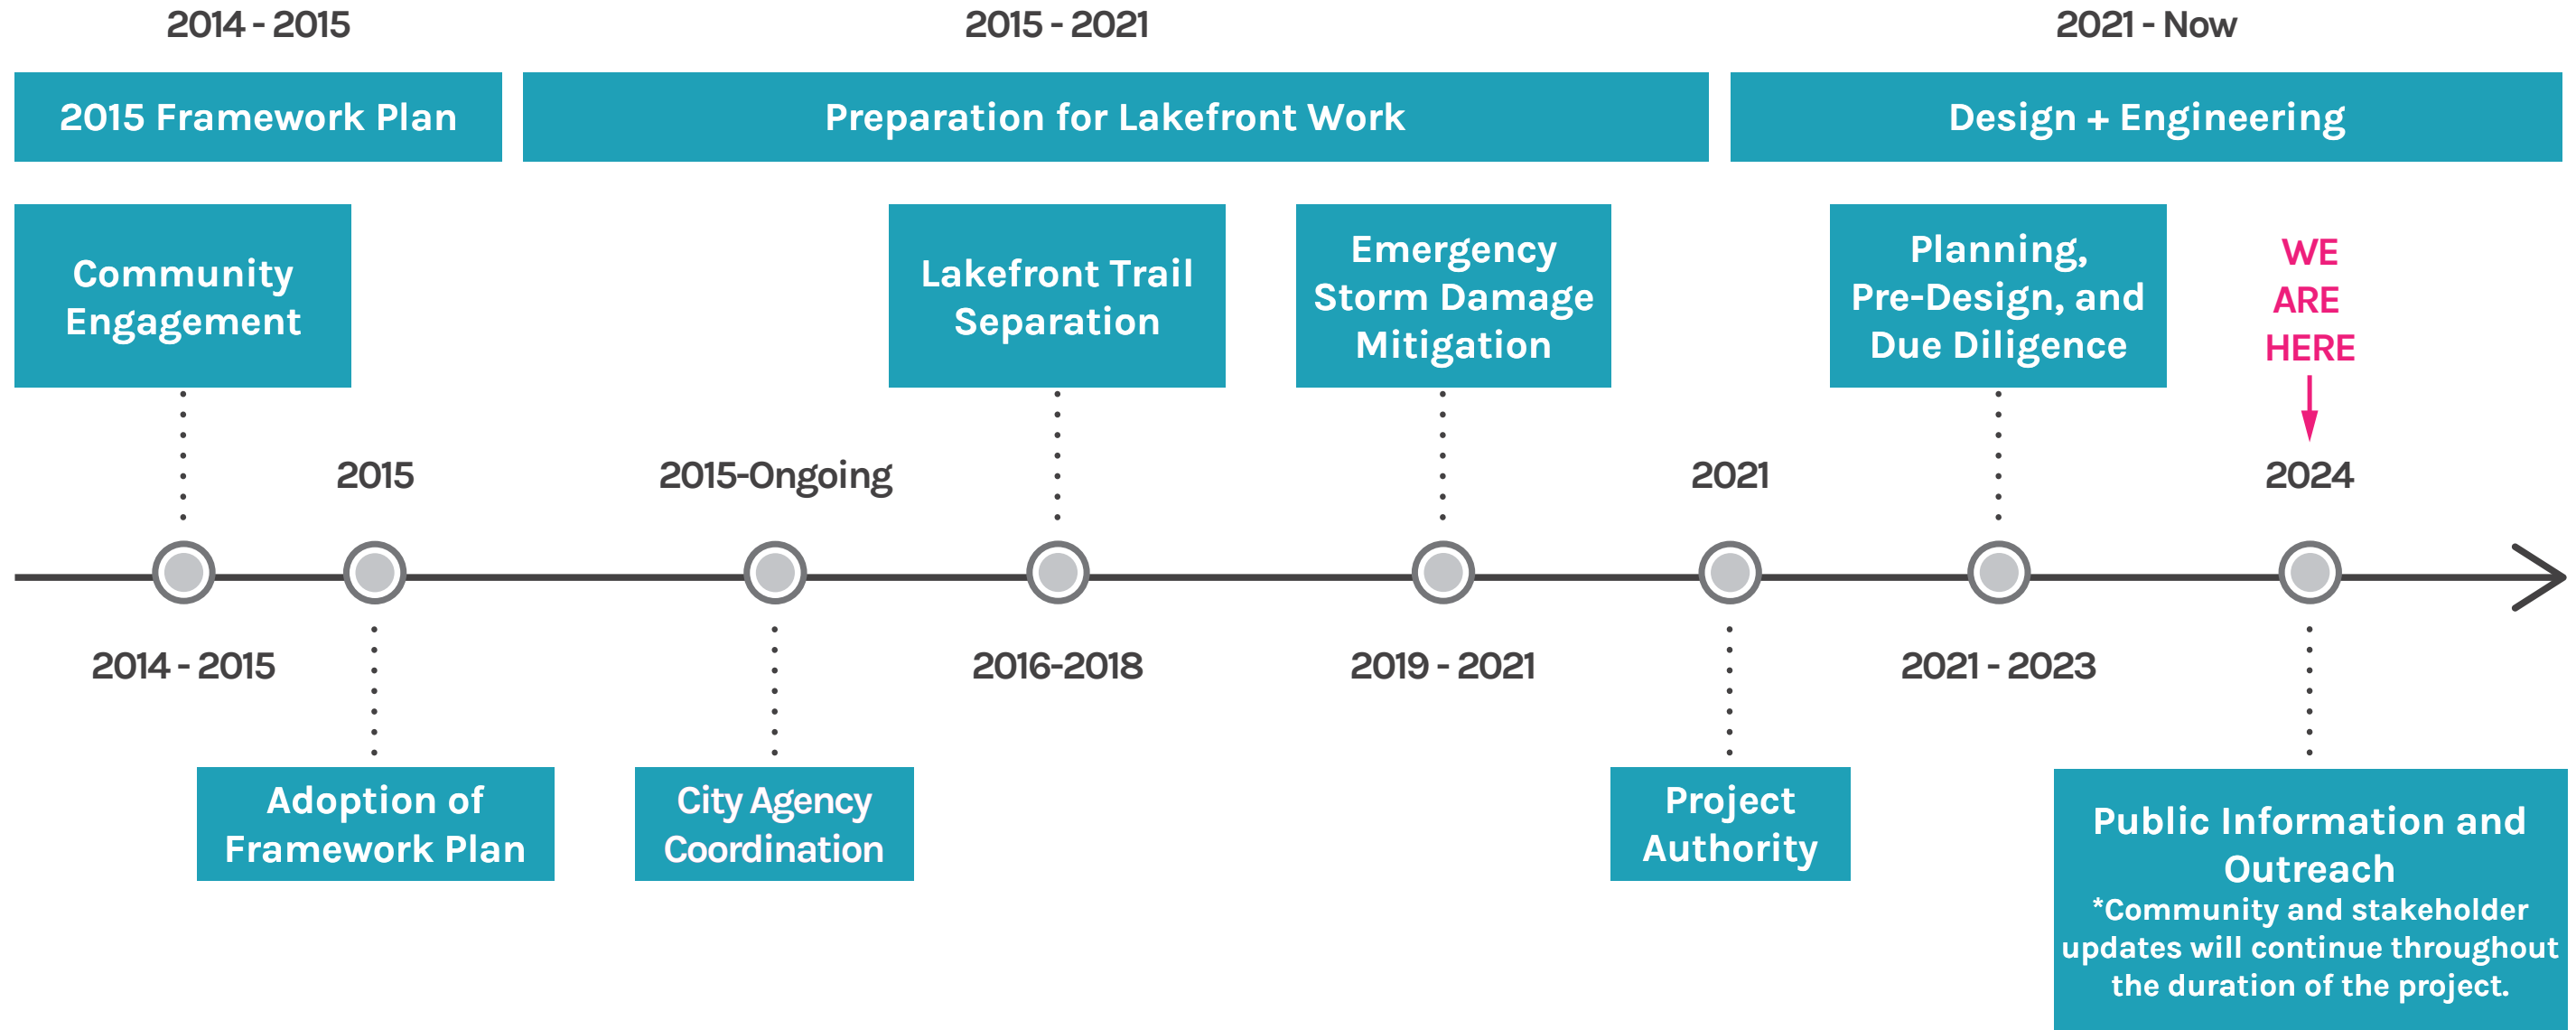 2014 - 2015
2015 - 2021
2021 - Now
2015 Framework Plan
Preparation for Lakefront Work
Design + Engineering
Community
Engagement
Lakefront Trail
Separation
Emergency
Storm Damage
Mitigation
Planning,
Pre-Design, and
Due Diligence
WE
ARE
HERE
2015
2015-Ongoing
2021
2024
2014 - 2015
2016-2018
2019 - 2021
2021 - 2023
Adoption of
Framework Plan
City Agency
Coordination
Project
Authority
Public Information and
Outreach
*Community and stakeholder
updates will continue throughout
the duration of the project.